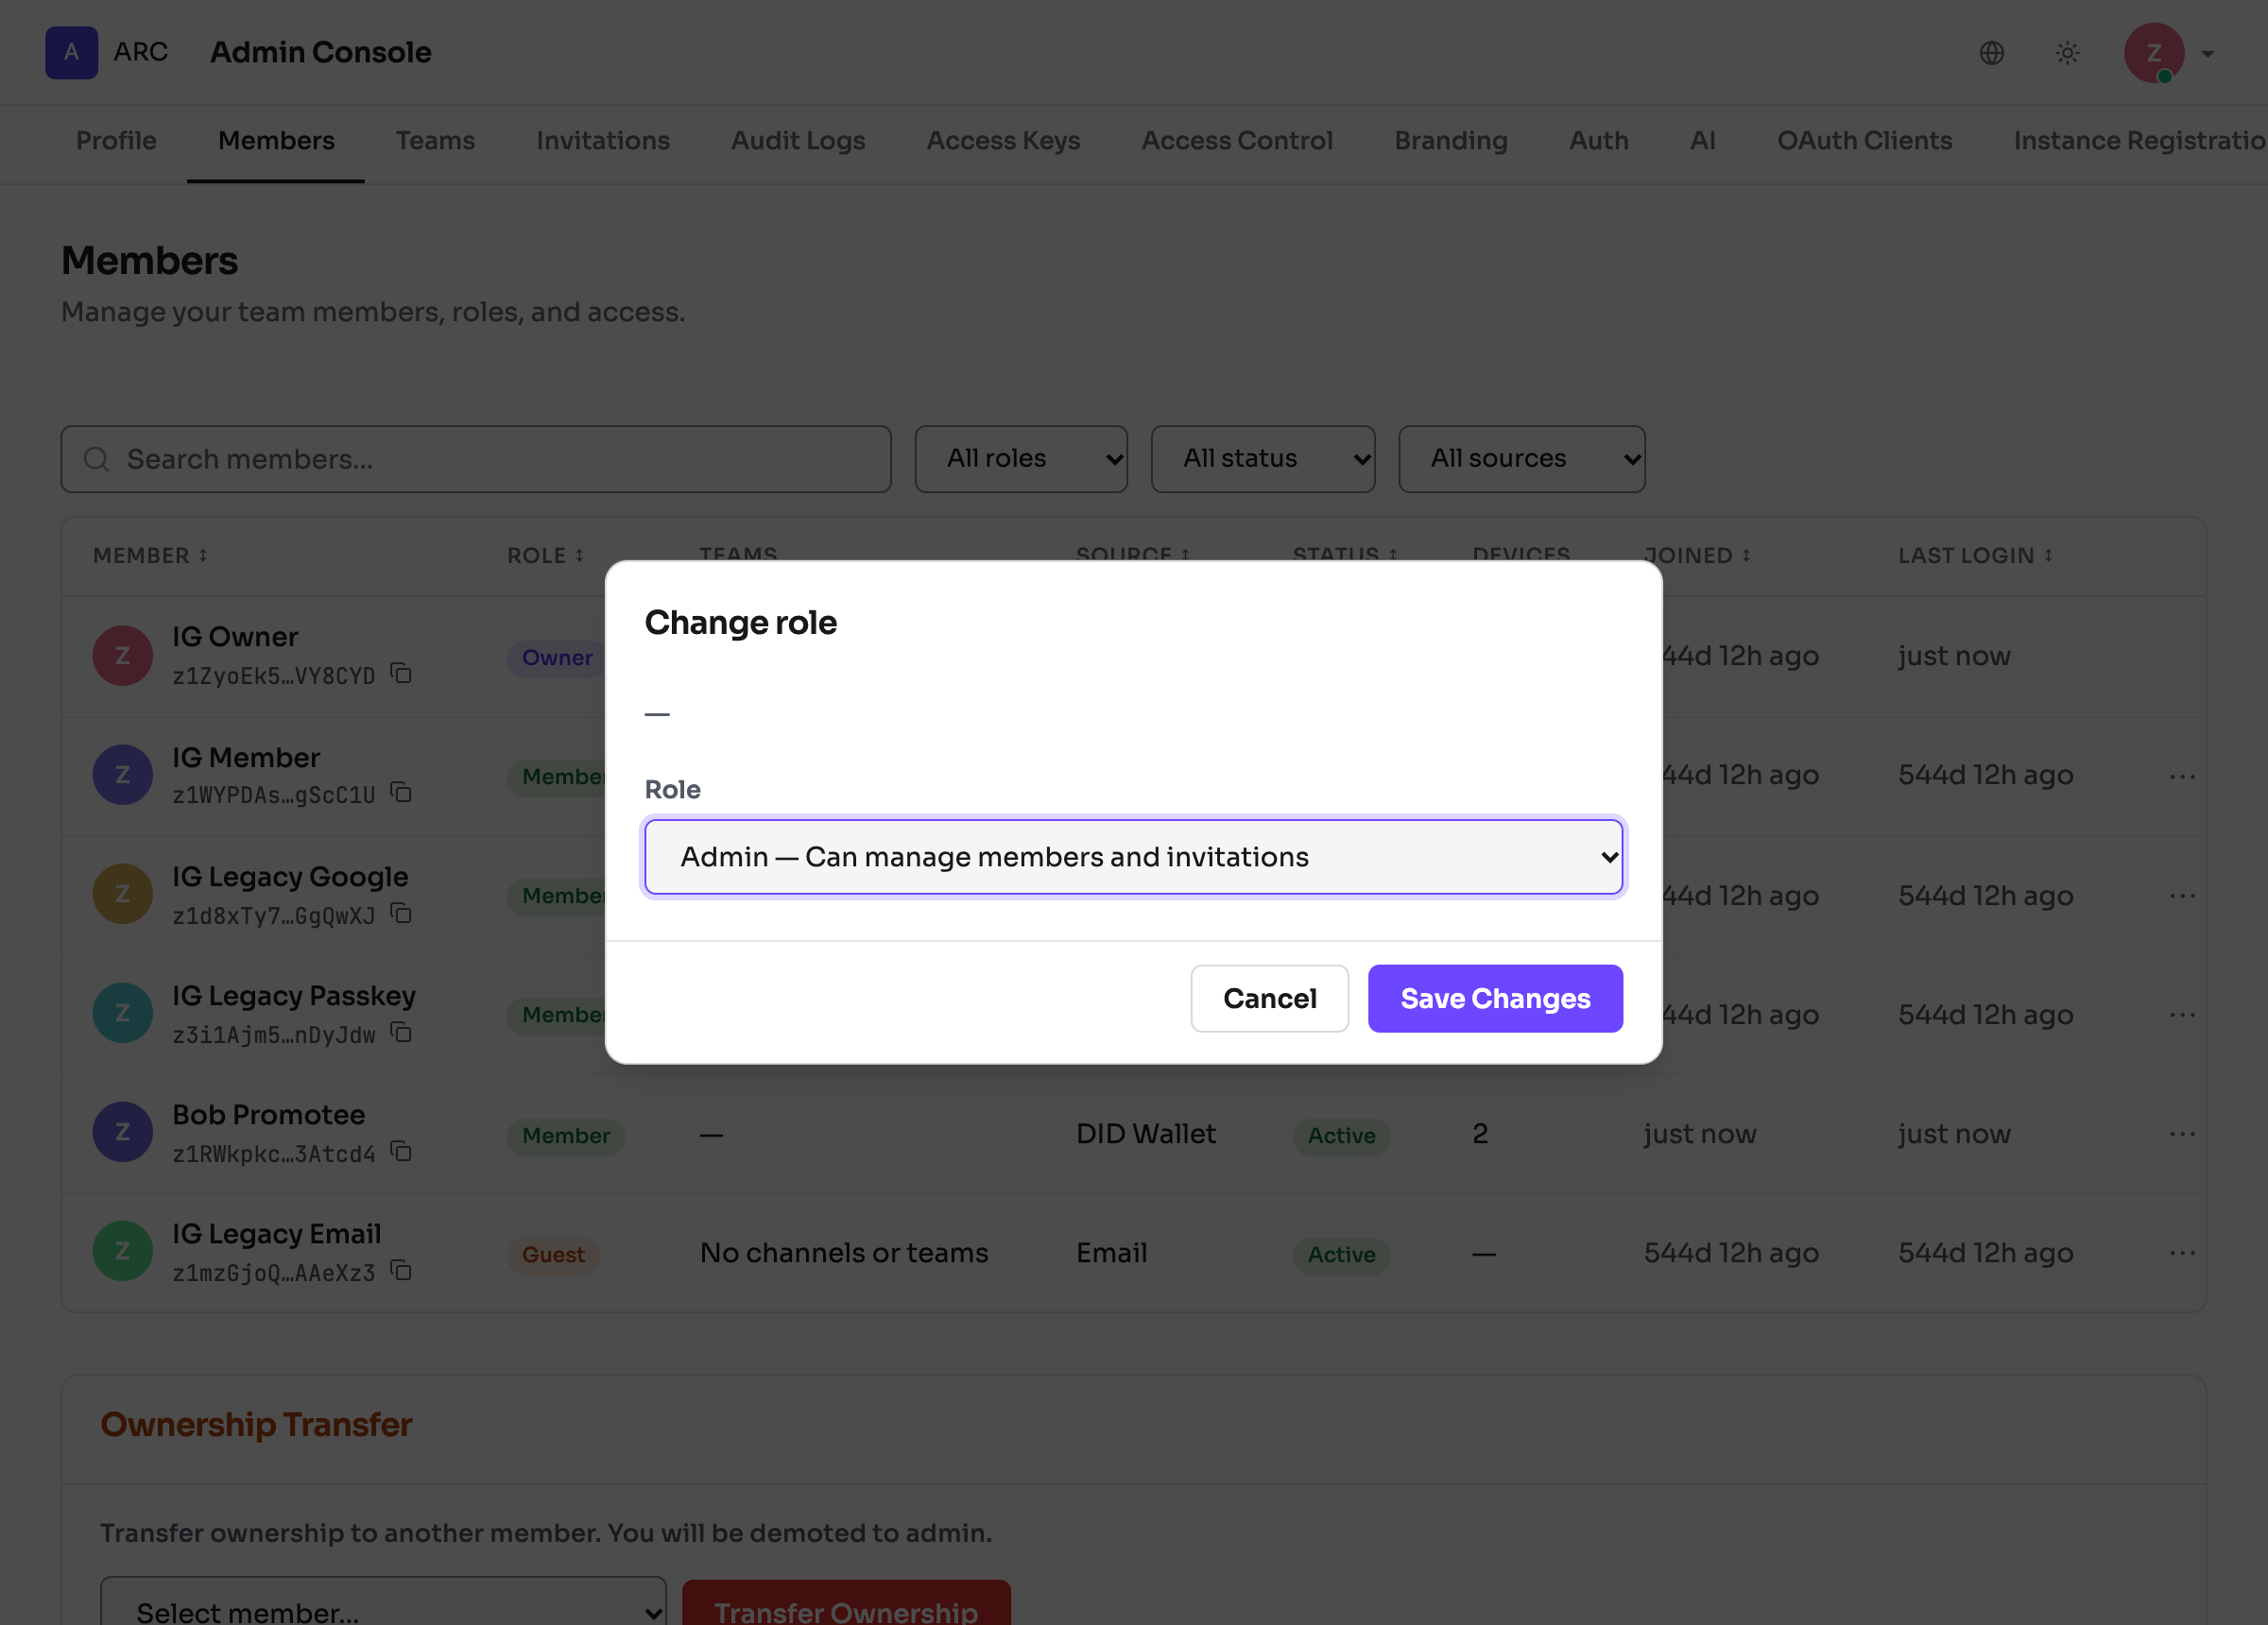 A ARC Admin Console Z
Profile Members Teams Invitations Audit Logs Access Keys Access Control Branding Auth AI OAuth Clients Instance Registratio
Members
Manage your team members, roles, and access.
Search members... All roles All status All sources
MEMBER ROLE TEAMS SOURCE STATUS DEVICES JOINED LAST LOGIN
Z IG Owner Owner 44d 12h ago just now
z1ZyoEk5…VY8CYD
Z IG Member Member 44d 12h ago 544d 12h ago ...
z1WYPDAs…gScC1U
Z IG Legacy Google Member 44d 12h ago 544d 12h ago ...
z1d8xTy7…GgQwXJ
Z IG Legacy Passkey Member 44d 12h ago 544d 12h ago ...
z3i1Ajm5…nDyJdw
Z Bob Promotee Member — DID Wallet Active 2 just now just now ...
z1RWkpkc…3Atcd4
Z IG Legacy Email Guest No channels or teams Email Active — 544d 12h ago 544d 12h ago ...
z1mzGjoQ…AAeXz3
Change role
—
Role
Admin — Can manage members and invitations
Cancel Save Changes
Ownership Transfer
Transfer ownership to another member. You will be demoted to admin.
Select member... Transfer Ownership